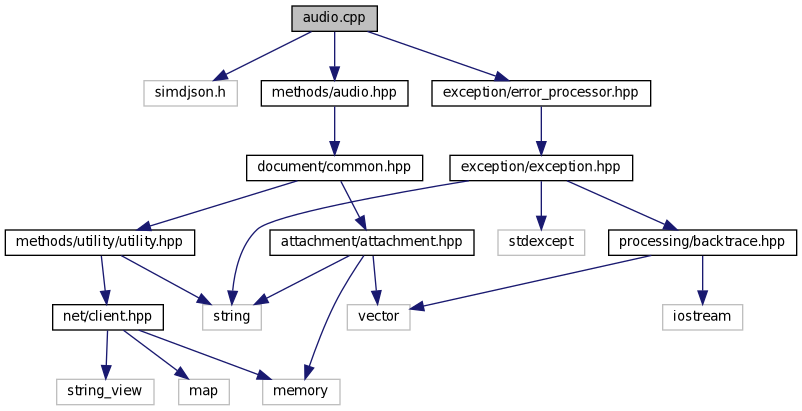 audio.cpp
simdjson.h
methods/audio.hpp
exception/error_processor.hpp
document/common.hpp
exception/exception.hpp
methods/utility/utility.hpp
attachment/attachment.hpp
stdexcept
processing/backtrace.hpp
net/client.hpp
string
vector
iostream
string_view
map
memory